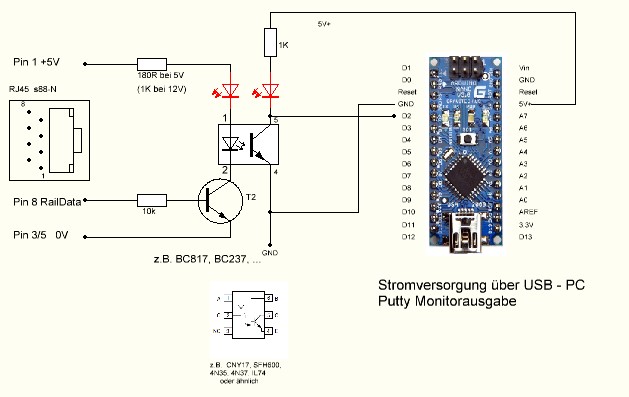 5V+
1K
Pin 1 +5V
180R bei 5V
(1K bei 12V)
RJ45 s88-N
8
1
1
5
2
4
Pin 8 RailData
10k
T2
Pin 3/5 0V
GND
z.B. BC817, BC237, ...
D1
D0
Reset
GND
D2
D3
D4
D5
D6
D7
D8
D9
D10
D11
D12
ARDUINO
NANO
V3.0
Vin
GND
Reset
5V+
A7
A6
A5
A4
A3
A2
A1
A0
AREF
3.3V
D13
Stromversorgung über USB - PC
Putty Monitorausgabe
A 1 6 B
C 2 5 C
NC 3 4 E
z.B. CNY17, SFH600,
4N35, 4N37, IL74
oder ähnlich